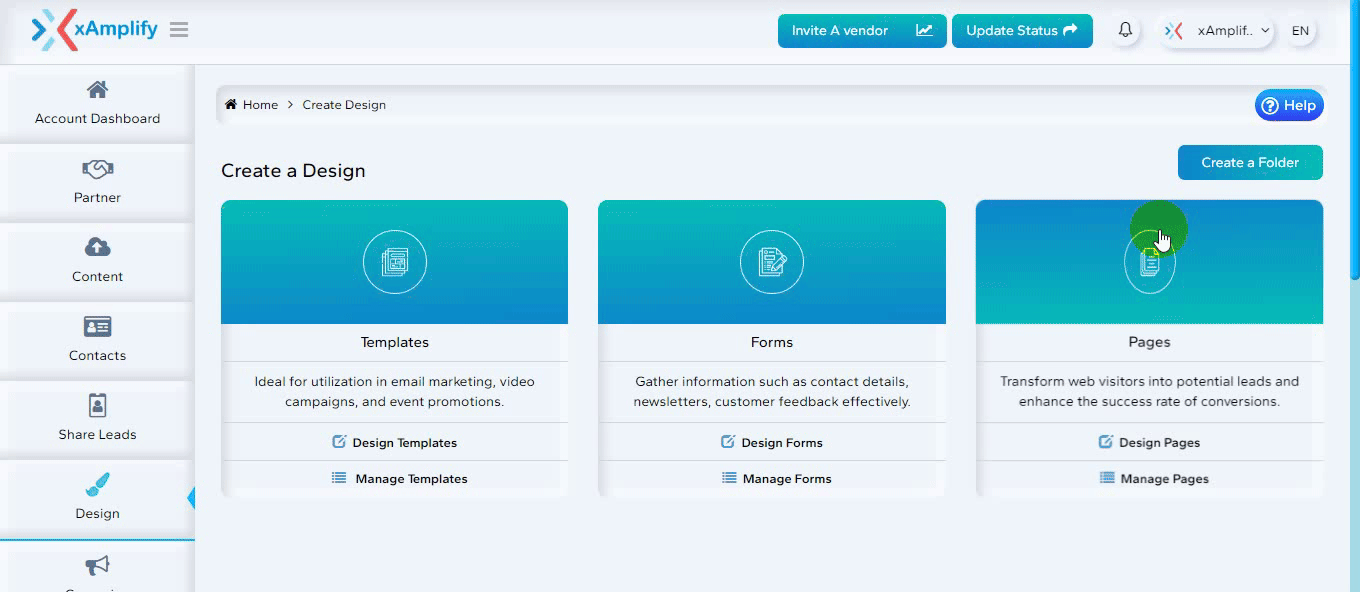 xAmplify
Invite A vendor
Update Status
xAmplif..
EN
Account Dashboard
Partner
Content
Contacts
Share Leads
Design
Home > Create Design
Help
Create a Design
Create a Folder
Templates
Ideal for utilization in email marketing, video
campaigns, and event promotions.
Design Templates
Manage Templates
Forms
Gather information such as contact details,
newsletters, customer feedback effectively.
Design Forms
Manage Forms
Pages
Transform web visitors into potential leads and
enhance the success rate of conversions.
Design Pages
Manage Pages